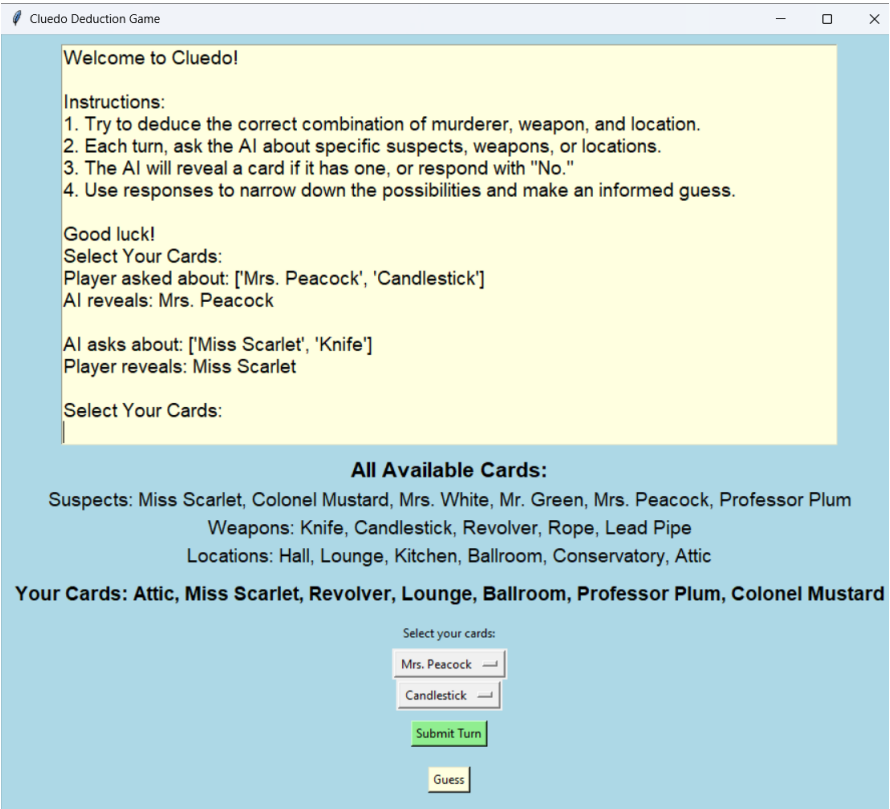 Cluedo Deduction Game
Welcome to Cluedo!
Instructions:
1. Try to deduce the correct combination of murderer, weapon, and location.
2. Each turn, ask the AI about specific suspects, weapons, or locations.
3. The AI will reveal a card if it has one, or respond with "No."
4. Use responses to narrow down the possibilities and make an informed guess.
Good luck!
Select Your Cards:
Player asked about: ['Mrs. Peacock', 'Candlestick']
AI reveals: Mrs. Peacock
AI asks about: ['Miss Scarlet', 'Knife']
Player reveals: Miss Scarlet
Select Your Cards:
All Available Cards:
Suspects: Miss Scarlet, Colonel Mustard, Mrs. White, Mr. Green, Mrs. Peacock, Professor Plum
Weapons: Knife, Candlestick, Revolver, Rope, Lead Pipe
Locations: Hall, Lounge, Kitchen, Ballroom, Conservatory, Attic
Your Cards: Attic, Miss Scarlet, Revolver, Lounge, Ballroom, Professor Plum, Colonel Mustard
Select your cards:
Mrs. Peacock
Candlestick
Submit Turn
Guess